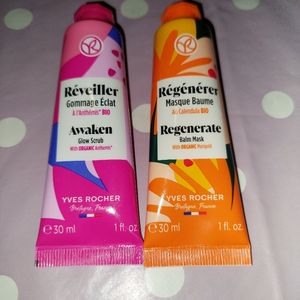 Réveiller
Gommage Éclat
À l'Anthémis* BIO
Awaken
Glow Scrub
With ORGANIC Anthemis*
YVES ROCHER
Bretagne, France
e 30 ml
1 fl. oz.
Régénérer
Masque Baume
Au Calendula BIO
Regenerate
Balm Mask
With ORGANIC Marigold
YVES ROCHER
Bretagne, France
e 30 ml
1 fl. oz.